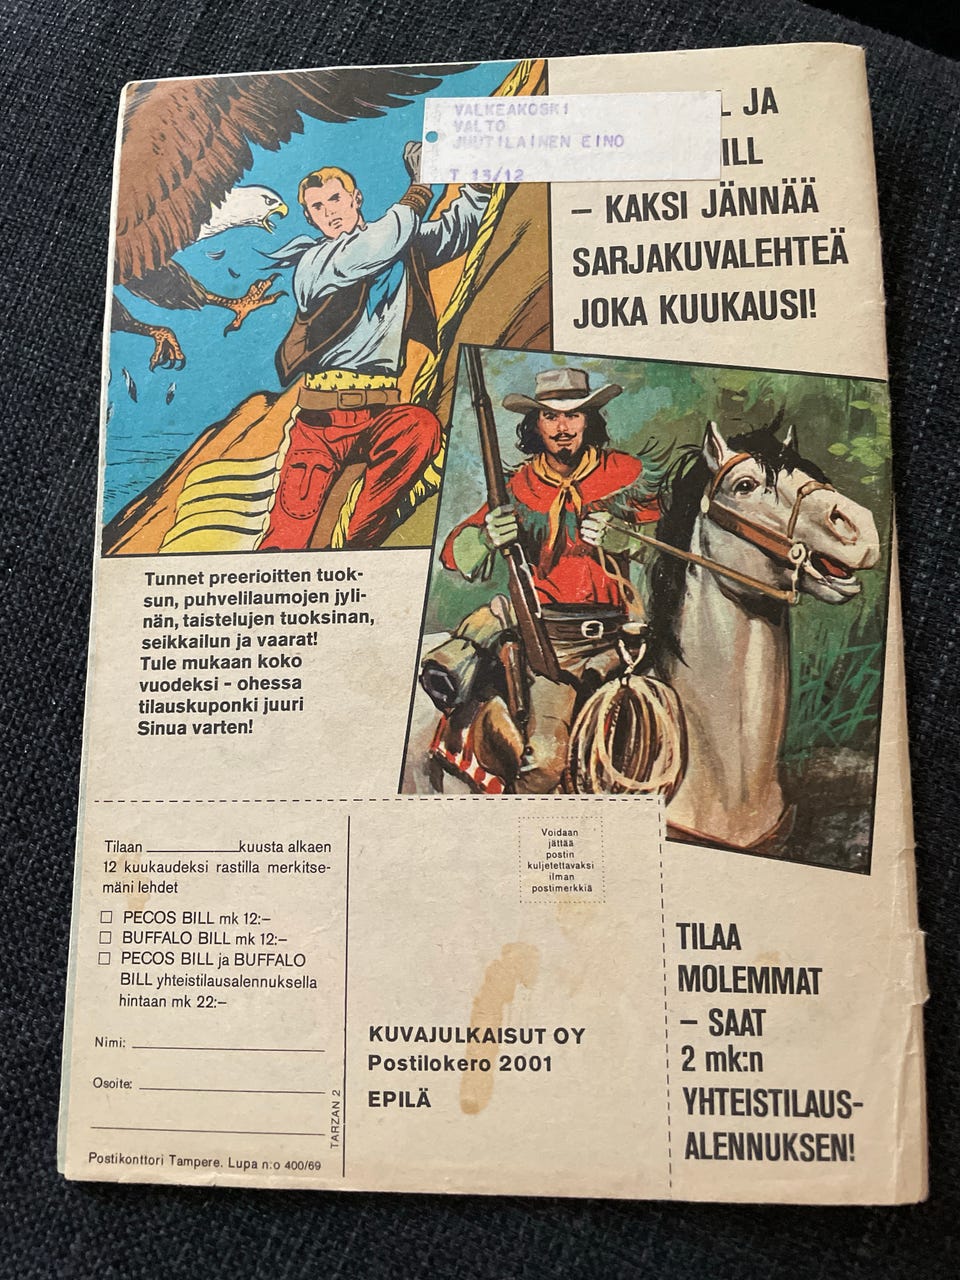 VALKEAKOSKI
VALTO
JUUTILAINEN EINO
T 13/12
JA
ILL
– KAKSI JÄNNÄÄ
SARJAKUVALEHTEÄ
JOKA KUUKAUSI!
Tunnet preerioitten tuok-
sun, puhvelilaumojen jyli-
nän, taistelujen tuoksinan,
seikkailun ja vaarat!
Tule mukaan koko
vuodeksi - ohessa
tilauskuponki juuri
Sinua varten!
Tilaan ___________kuusta alkaen
12 kuukaudeksi rastilla merkitse-
mäni lehdet
☐ PECOS BILL mk 12:–
☐ BUFFALO BILL mk 12:–
☐ PECOS BILL ja BUFFALO
BILL yhteistilausalennuksella
hintaan mk 22:–
Nimi:
Osoite:
Postikonttori Tampere. Lupa n:o 400/69
TARZAN 2
Voidaan
jättää
postin
kuljetettavaksi
ilman
postimerkkiä
KUVAJULKAISUT OY
Postilokero 2001
EPILÄ
TILAA
MOLEMMAT
– SAAT
2 mk:n
YHTEISTILAUS-
ALENNUKSEN!